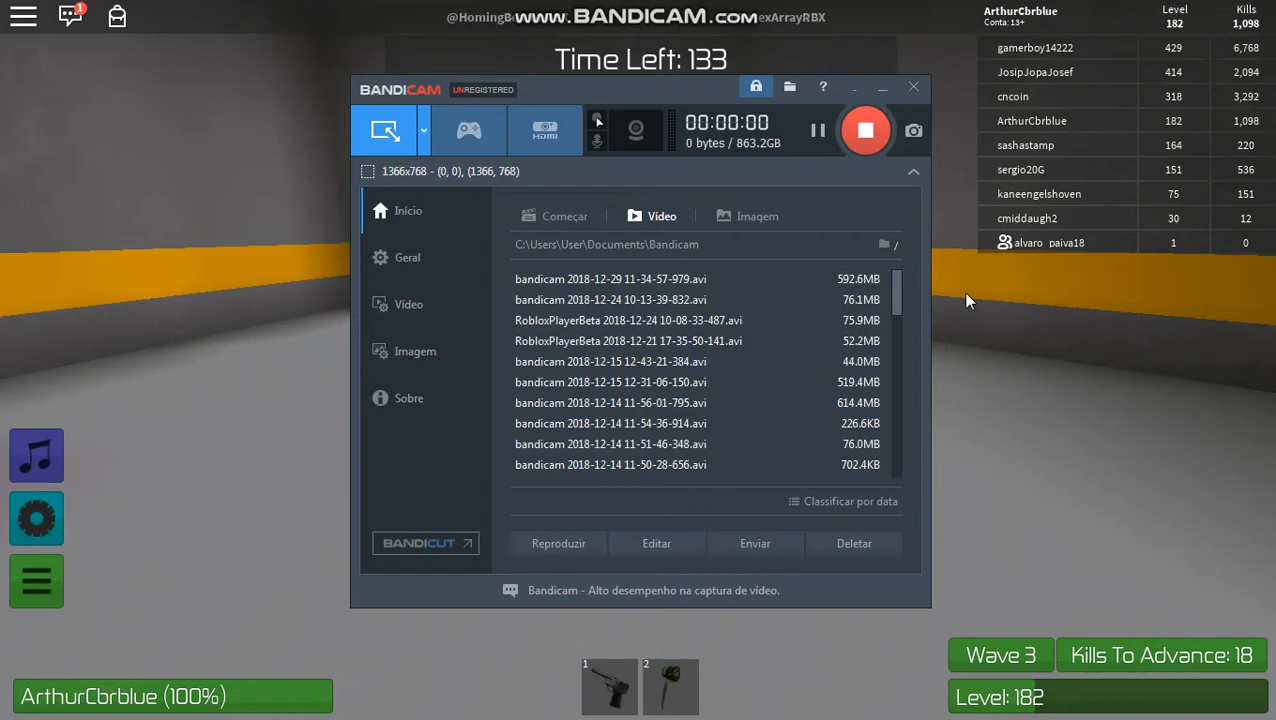 @HomingBe
www.BANDICAM.com
exArrayRBX
ArthurCbrblue
Conta: 13+
Level
182
Kills
1,098
Time Left: 133
gamerboy14222 429 6,768
JosipJopaJosef 414 2,094
cncoin 318 3,292
ArthurCbrblue 182 1,098
sashastamp 164 220
sergio20G 151 536
kaneengelshoven 75 151
cmiddaugh2 30 12
alvaro_paiva18 1 0
1
BANDICAM UNREGISTERED
?
HDMI
00:00:00
0 bytes / 863.2GB
1366x768 - (0, 0), (1366, 768)
Início
Geral
Vídeo
Imagem
Sobre
Começar Vídeo Imagem
C:\Users\User\Documents\Bandicam /
bandicam 2018-12-29 11-34-57-979.avi 592.6MB
bandicam 2018-12-24 10-13-39-832.avi 76.1MB
RobloxPlayerBeta 2018-12-24 10-08-33-487.avi 75.9MB
RobloxPlayerBeta 2018-12-21 17-35-50-141.avi 52.2MB
bandicam 2018-12-15 12-43-21-384.avi 44.0MB
bandicam 2018-12-15 12-31-06-150.avi 519.4MB
bandicam 2018-12-14 11-56-01-795.avi 614.4MB
bandicam 2018-12-14 11-54-36-914.avi 226.6KB
bandicam 2018-12-14 11-51-46-348.avi 76.0MB
bandicam 2018-12-14 11-50-28-656.avi 702.4KB
Classificar por data
BANDICUT
Reproduzir Editar Enviar Deletar
Bandicam - Alto desempenho na captura de vídeo.
1
2
Wave 3
Kills To Advance: 18
ArthurCbrblue (100%)
Level: 182